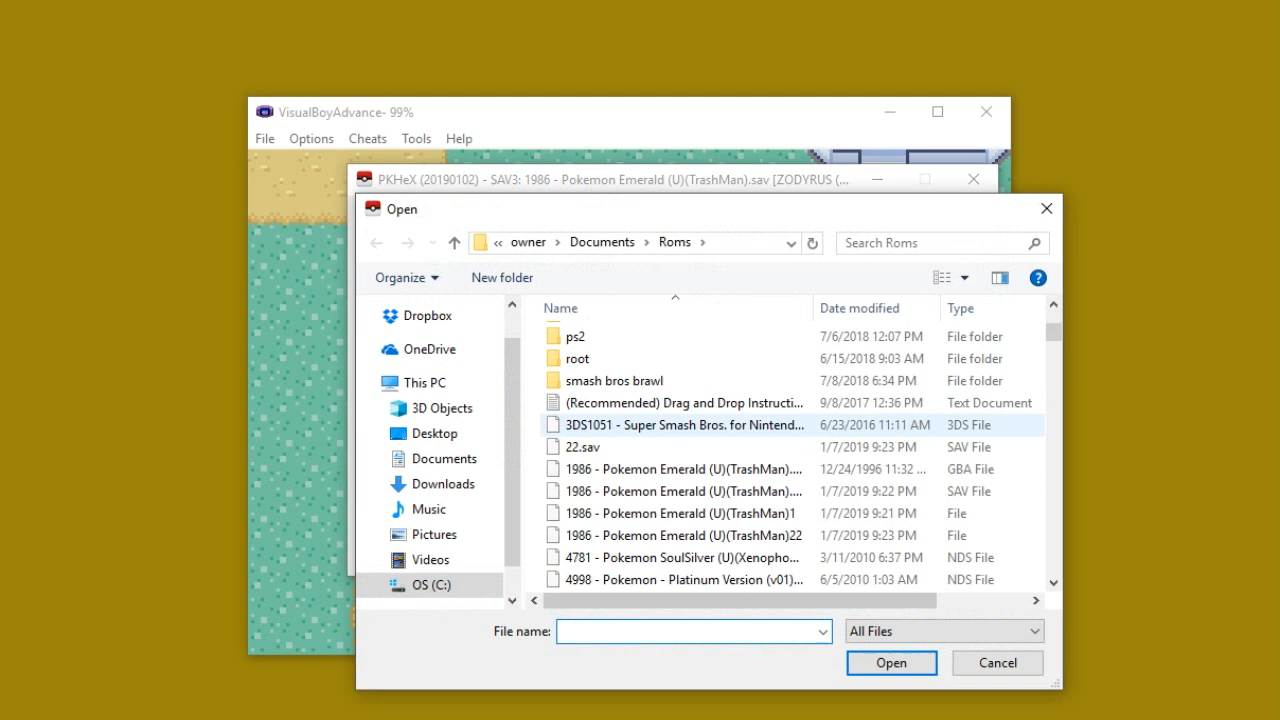 VisualBoyAdvance- 99%
File Options Cheats Tools Help
PKHeX (20190102) - SAV3: 1986 - Pokemon Emerald (U)(TrashMan).sav [ZODYRUS (...
Open
« owner > Documents > Roms >
Search Roms
Organize New folder
Name Date modified Type
Dropbox
OneDrive
This PC
3D Objects
Desktop
Documents
Downloads
Music
Pictures
Videos
OS (C:)
ps2 7/6/2018 12:07 PM File folder
root 6/15/2018 9:03 AM File folder
smash bros brawl 7/8/2018 6:34 PM File folder
(Recommended) Drag and Drop Instructi... 9/8/2017 12:36 PM Text Document
3DS1051 - Super Smash Bros. for Nintend... 6/23/2016 11:11 AM 3DS File
22.sav 1/7/2019 9:23 PM SAV File
1986 - Pokemon Emerald (U)(TrashMan).... 12/24/1996 11:32 ... GBA File
1986 - Pokemon Emerald (U)(TrashMan).... 1/7/2019 9:22 PM SAV File
1986 - Pokemon Emerald (U)(TrashMan)1 1/7/2019 9:21 PM File
1986 - Pokemon Emerald (U)(TrashMan)22 1/7/2019 9:23 PM File
4781 - Pokemon SoulSilver (U)(Xenopho... 3/11/2010 6:37 PM NDS File
4998 - Pokemon - Platinum Version (v01)... 6/5/2010 1:03 AM NDS File
File name: All Files
Open Cancel